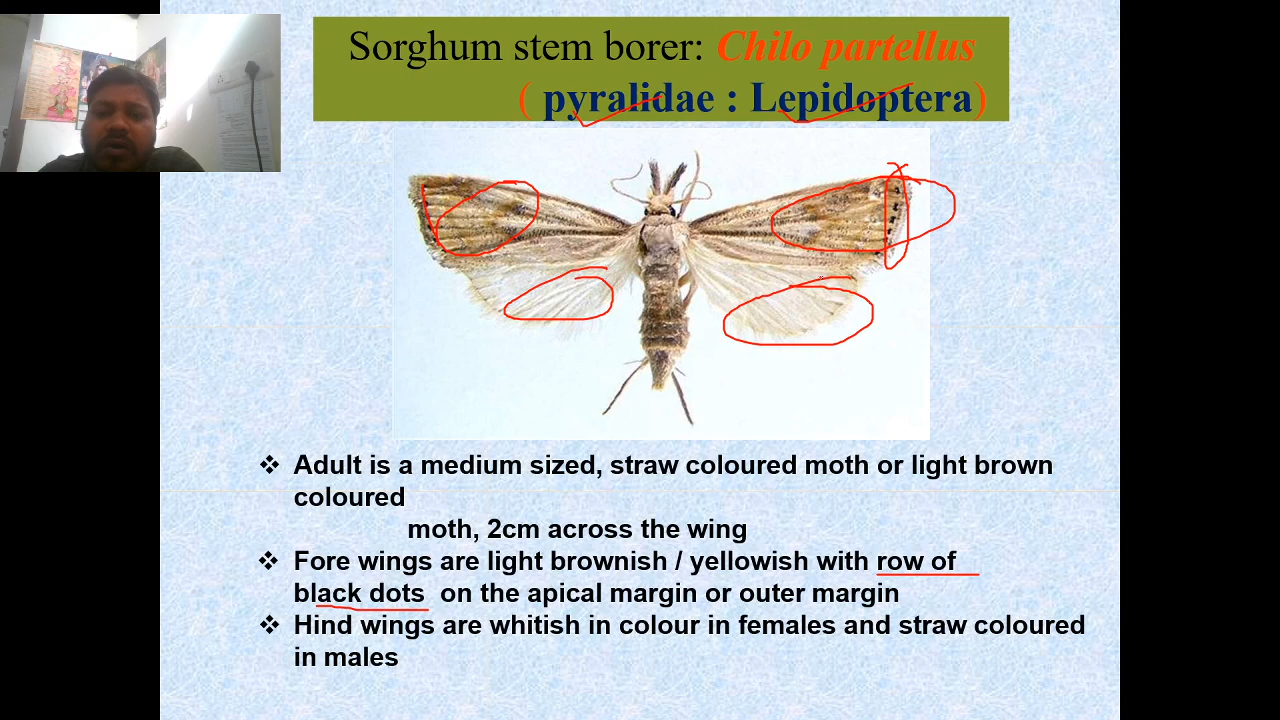 Sorghum stem borer: Chilo partellus
( pyralidae : Lepidoptera)
❖ Adult is a medium sized, straw coloured moth or light brown
coloured
moth, 2cm across the wing
❖ Fore wings are light brownish / yellowish with row of
black dots on the apical margin or outer margin
❖ Hind wings are whitish in colour in females and straw coloured
in males